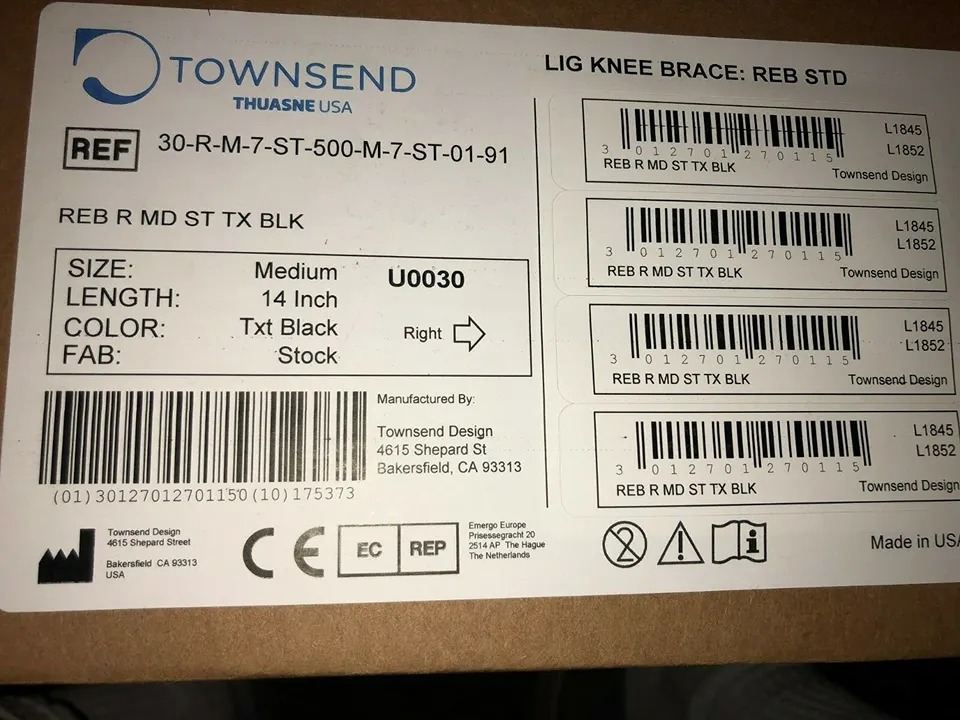 TOWNSEND
THUASNE USA
REF
30-R-M-7-ST-500-M-7-ST-01-91
REB R MD ST TX BLK
SIZE: Medium U0030
LENGTH: 14 Inch
COLOR: Txt Black Right
FAB: Stock
(01)30127012701150(10)175373
Manufactured By:
Townsend Design
4615 Shepard St
Bakersfield, CA 93313
Townsend Design
4615 Shepard Street
Bakersfield CA 93313
USA
CE
EC REP
Emergo Europe
Prisessegracht 20
2514 AP The Hague
The Netherlands
LIG KNEE BRACE: REB STD
L1845
L1852
3 012701 270115
REB R MD ST TX BLK
Townsend Design
L1845
L1852
3 012701 270115
REB R MD ST TX BLK
Townsend Design
L1845
L1852
3 012701 270115
REB R MD ST TX BLK
Townsend Design
L1845
L1852
3 012701 270115
REB R MD ST TX BLK
Townsend Design
2
Made in USA